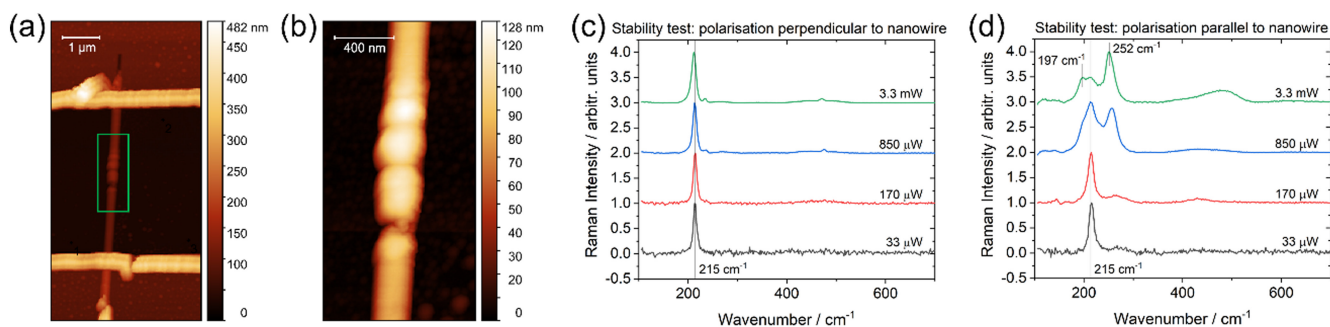 (a)
1 µm
482 nm
450
400
350
300
250
200
150
100
0
(b)
400 nm
128 nm
120
110
100
90
80
70
60
50
40
30
20
0
(c)
Stability test: polarisation perpendicular to nanowire
Raman Intensity / arbitr. units
4.0
3.5
3.0
2.5
2.0
1.5
1.0
0.5
0.0
-0.5
3.3 mW
850 µW
170 µW
33 µW
215 cm⁻¹
200
400
600
Wavenumber / cm⁻¹
(d)
Stability test: polarisation parallel to nanowire
Raman Intensity / arbitr. units
4.0
3.5
3.0
2.5
2.0
1.5
1.0
0.5
0.0
-0.5
252 cm⁻¹
197 cm⁻¹
3.3 mW
850 µW
170 µW
33 µW
215 cm⁻¹
200
400
600
Wavenumber / cm⁻¹